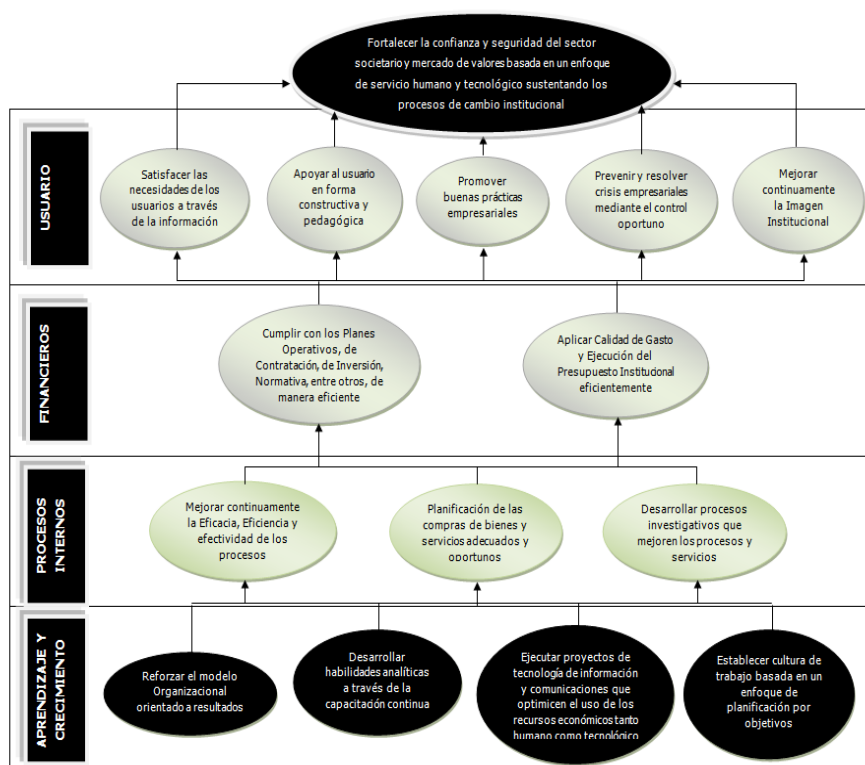 Fortalecer la confianza y seguridad del sector
societario y mercado de valores basada en un enfoque
de servicio humano y tecnológico sustentando los
procesos de cambio institucional
USUARIO
Satisfacer las
necesidades de los
usuarios a través
de la información
Apoyar al usuario
en forma
constructiva y
pedagógica
Promover
buenas prácticas
empresariales
Prevenir y resolver
crisis empresariales
mediante el control
oportuno
Mejorar
continuamente
la Imagen
Institucional
FINANCIEROS
Cumplir con los Planes
Operativos, de
Contratación, de Inversión,
Normativa, entre otros, de
manera eficiente
Aplicar Calidad de Gasto
y Ejecución del
Presupuesto Institucional
eficientemente
PROCESOS
INTERNOS
Mejorar continuamente
la Eficacia, Eficiencia y
efectividad de los
procesos
Planificación de las
compras de bienes y
servicios adecuados y
oportunos
Desarrollar procesos
investigativos que
mejoren los procesos y
servicios
APRENDIZAJE Y
CRECIMIENTO
Reforzar el modelo
Organizacional
orientado a resultados
Desarrollar
habilidades analíticas
a través de la
capacitación continua
Ejecutar proyectos de
tecnología de información
y comunicaciones que
optimicen el uso de los
recursos económicos tanto
humano como tecnológico
Establecer cultura de
trabajo basada en un
enfoque de
planificación por
objetivos